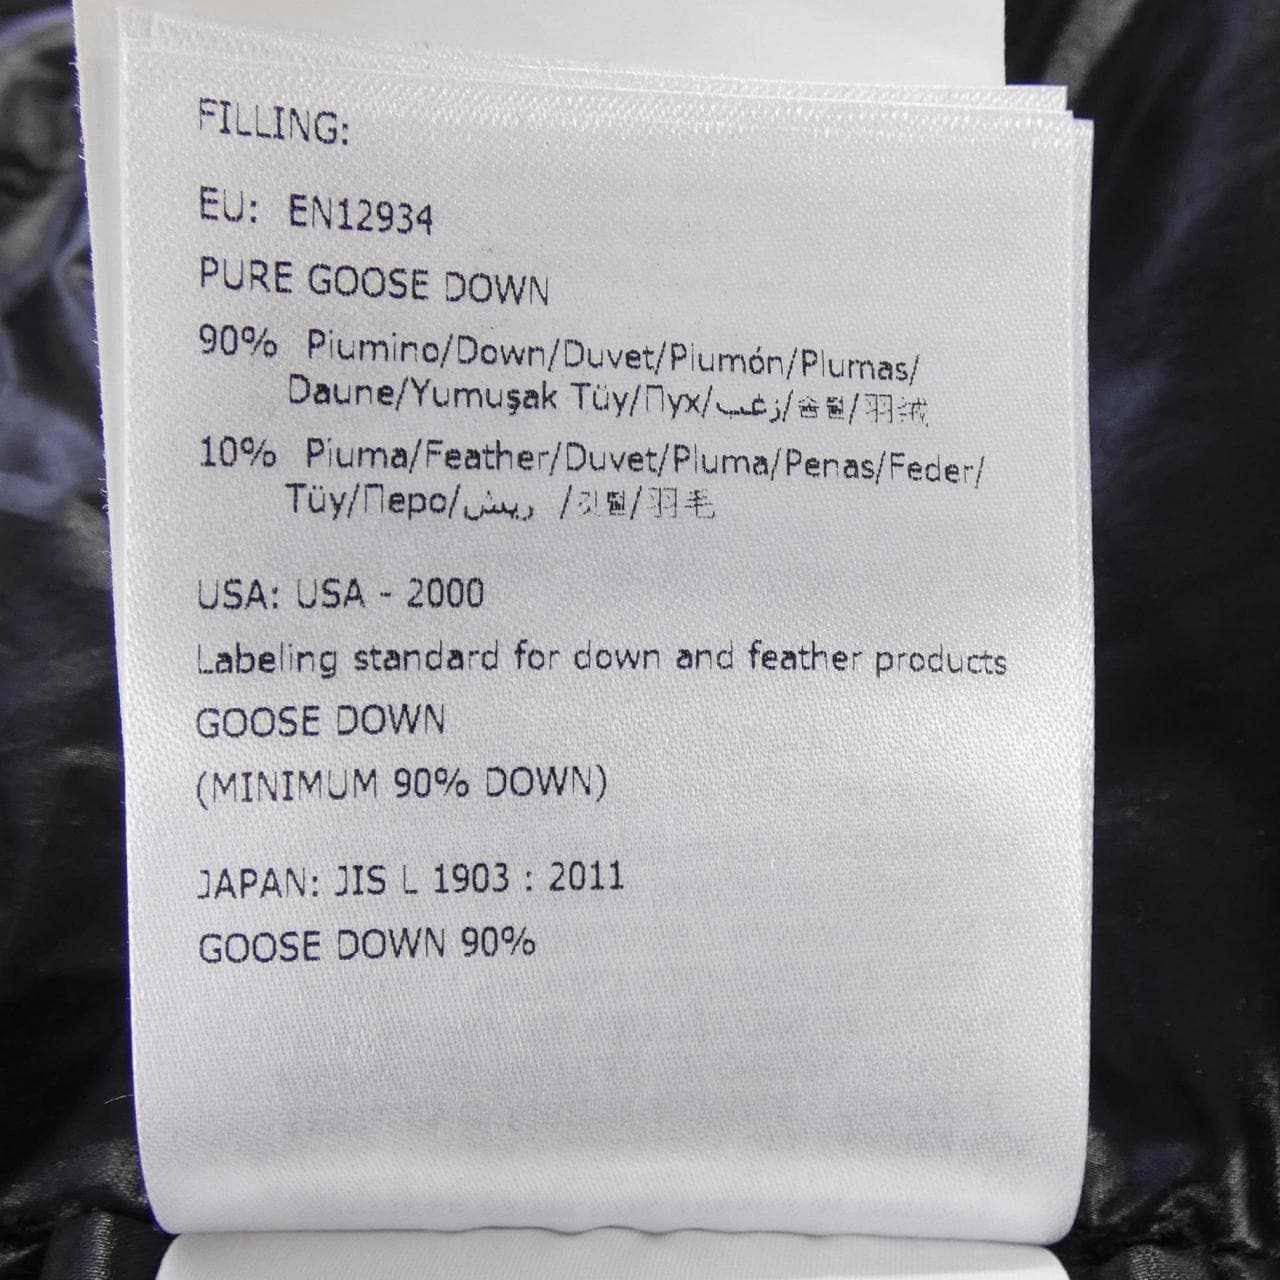 FILLING:
EU: EN12934
PURE GOOSE DOWN
90% Piumino/Down/Duvet/Plumón/Plumas/
Daune/Yumuşak Tüy/Пух/زغب/솜털/羽绒
10% Piuma/Feather/Duvet/Pluma/Penas/Feder/
Tüy/Перо/ريش /깃털/羽毛
USA: USA - 2000
Labeling standard for down and feather products
GOOSE DOWN
(MINIMUM 90% DOWN)
JAPAN: JIS L 1903 : 2011
GOOSE DOWN 90%